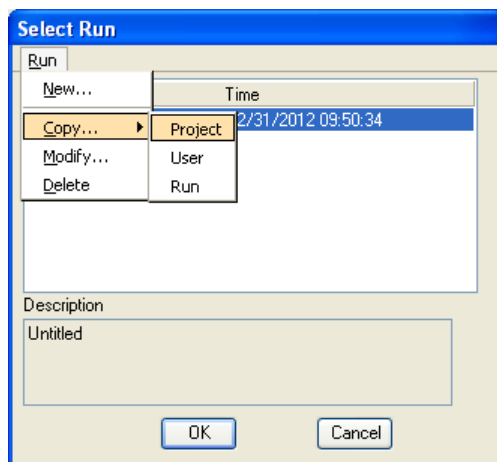 Select Run
Run
New...
Time
Copy...
Project
2/31/2012 09:50:34
Modify...
User
Delete
Run
Description
Untitled
OK
Cancel